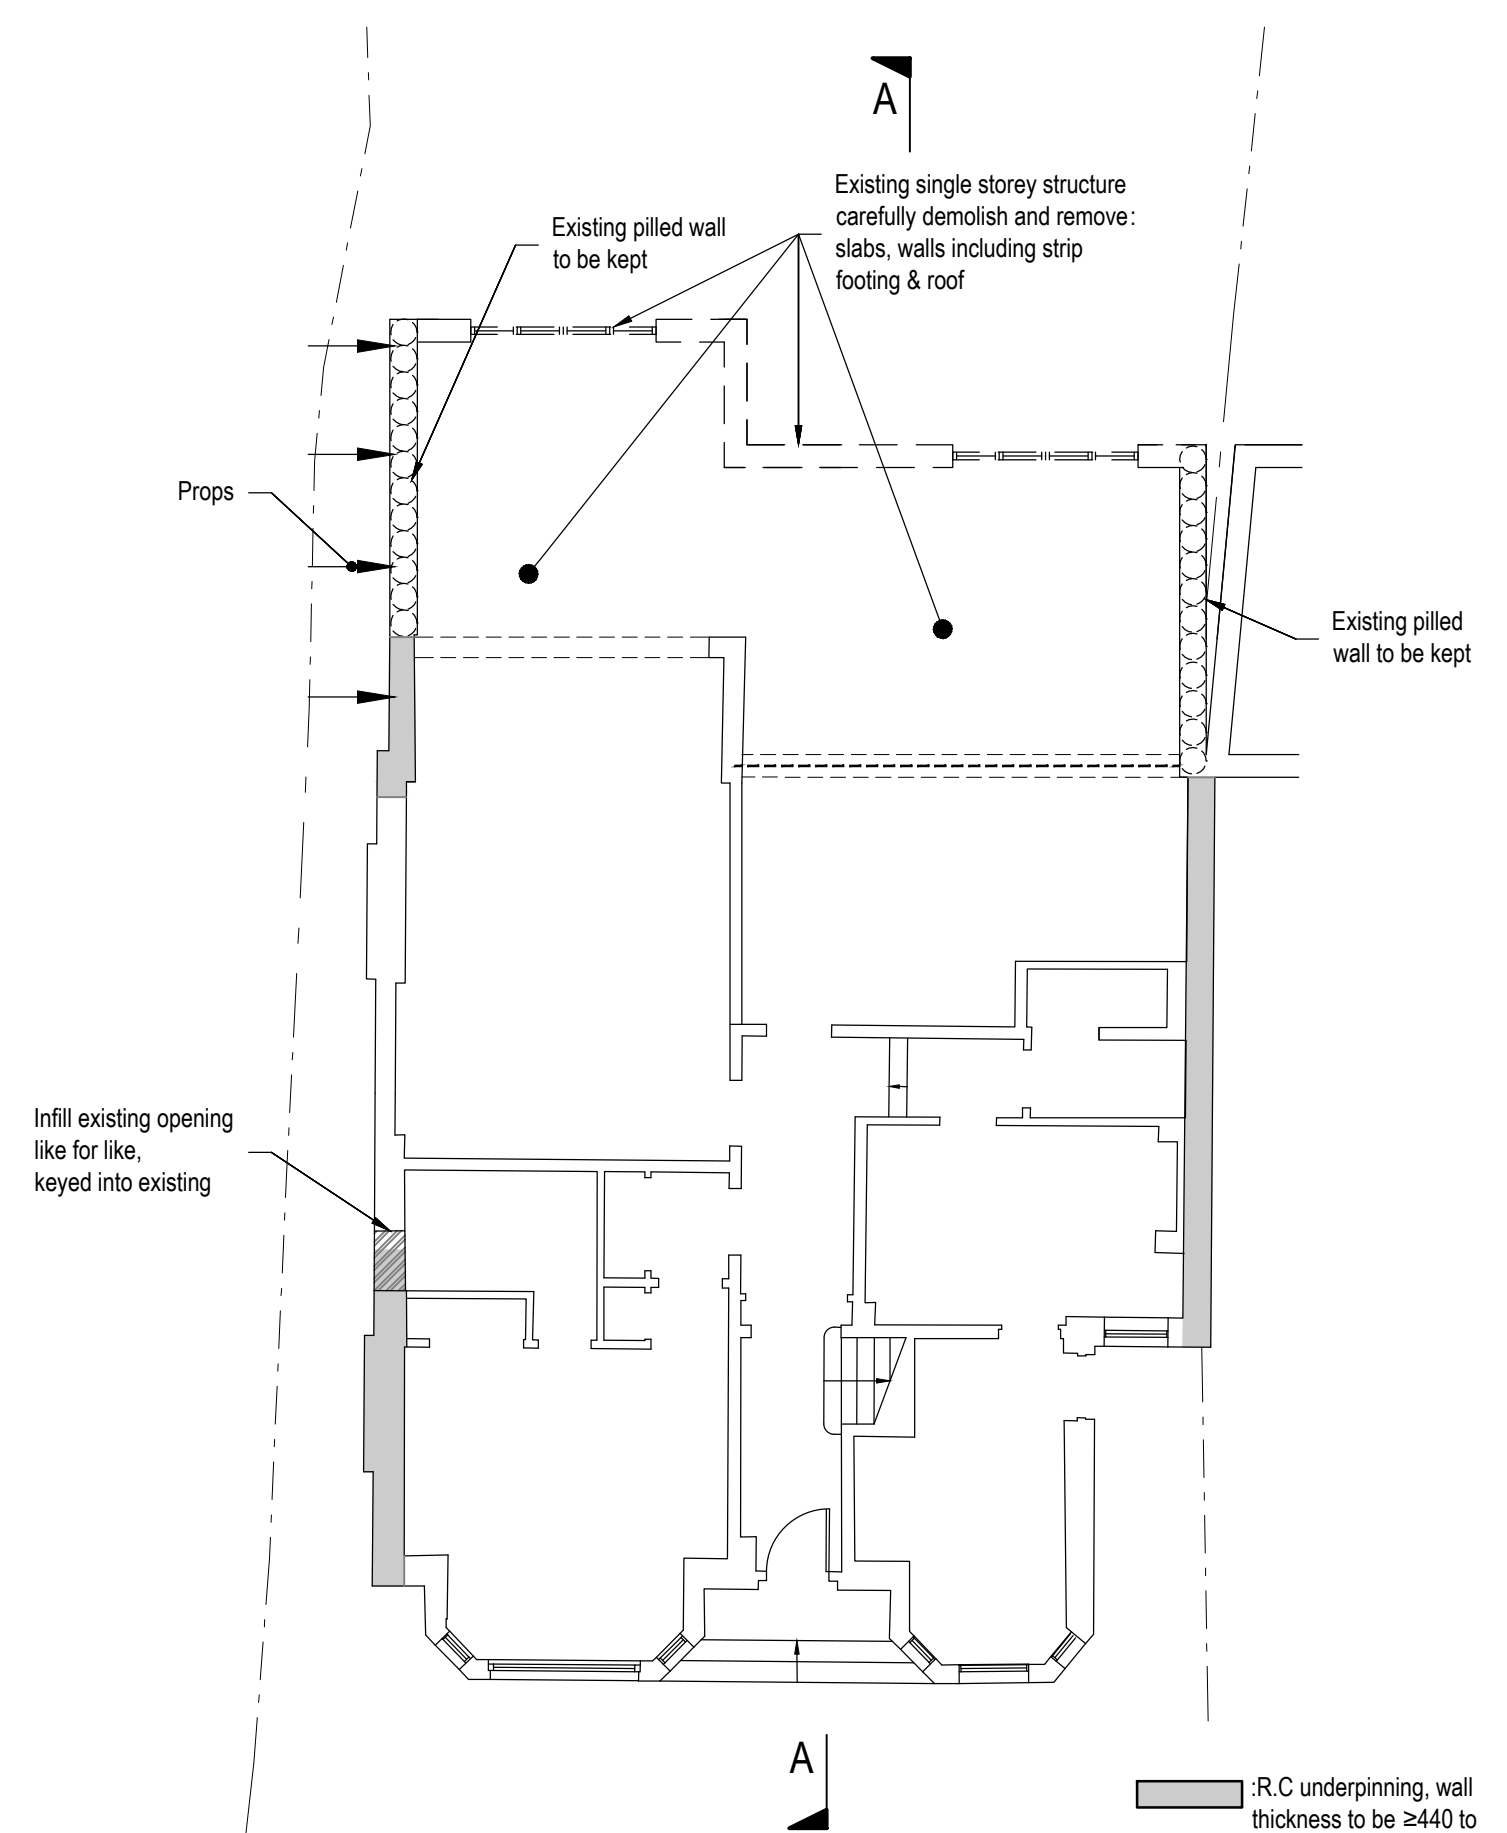 A
Existing single storey structure
carefully demolish and remove:
slabs, walls including strip
footing & roof
Existing pilled wall
to be kept
Props
Existing pilled
wall to be kept
Infill existing opening
like for like,
keyed into existing
A
:R.C underpinning, wall
thickness to be ≥440 to